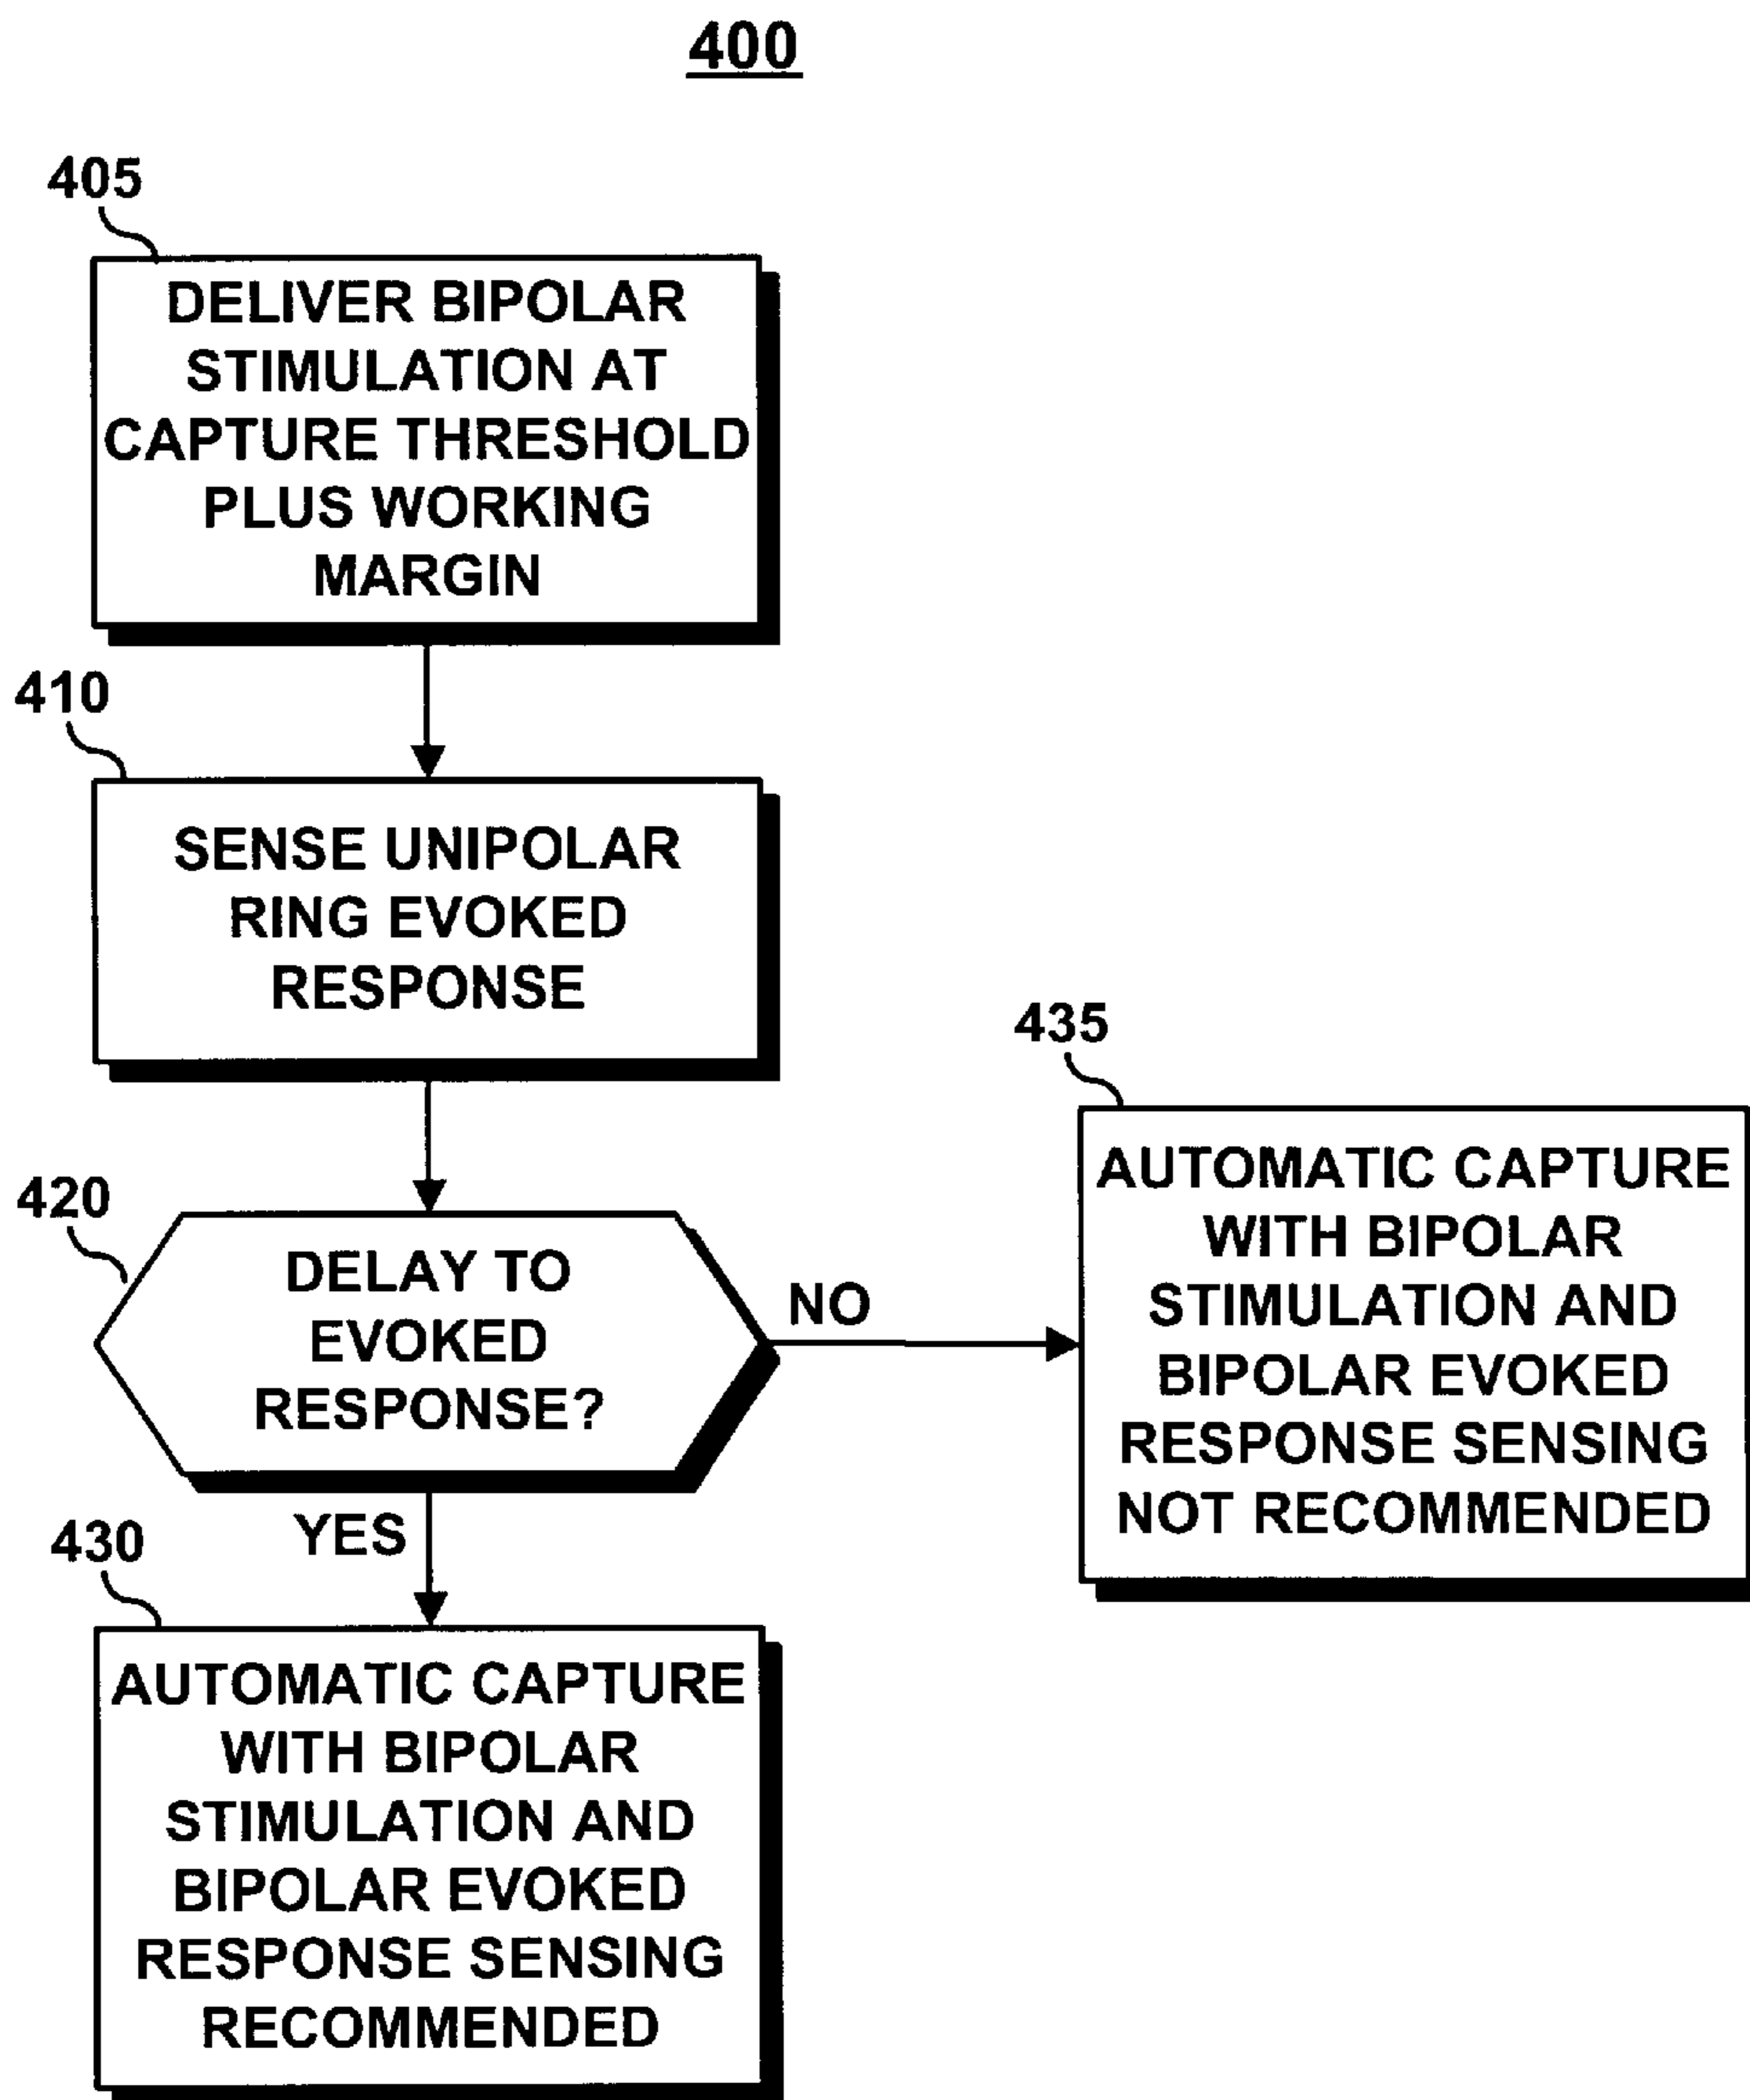 400
405
DELIVER BIPOLAR
STIMULATION AT
CAPTURE THRESHOLD
PLUS WORKING
MARGIN
410
SENSE UNIPOLAR
RING EVOKED
RESPONSE
420
DELAY TO
EVOKED
RESPONSE?
NO
435
AUTOMATIC CAPTURE
WITH BIPOLAR
STIMULATION AND
BIPOLAR EVOKED
RESPONSE SENSING
NOT RECOMMENDED
YES
430
AUTOMATIC CAPTURE
WITH BIPOLAR
STIMULATION AND
BIPOLAR EVOKED
RESPONSE SENSING
RECOMMENDED